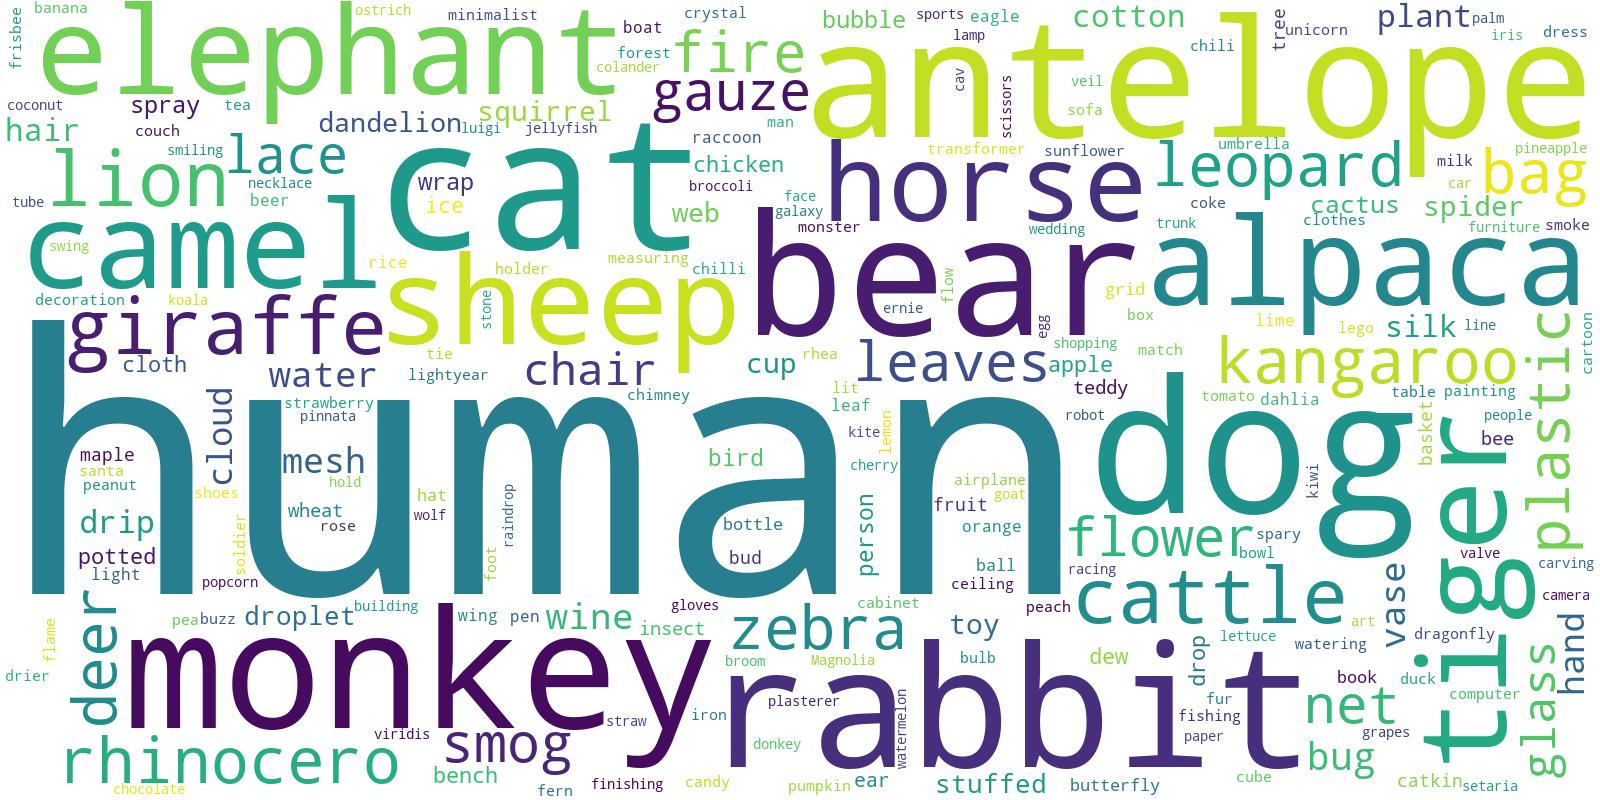 banana
ostrich
minimalist
crystal
bubble
sports
eagle
cotton
plant
palm
frisbee
elephant
boat
forest
fire
colander
lamp
antelope
chili
tree
unicorn
iris
dress
coconut
spray
tea
squirrel
gauze
cav
scissors
veil
sofa
hair
couch
dandelion
luigi
jellyfish
raccoon
man
transformer
sunflower
umbrella
pineapple
lion
smiling
lace
cat
chicken
horse
leopard
milk
bag
necklace
wrap
broccoli
car
tube
beer
ice
web
face
galaxy
coke
cactus
spider
camel
swing
monster
wedding
trunk
clothes
furniture
smoke
rice
holder
measuring
chilli
bear
flow
grid
alpaca
decoration
koala
sheep
stone
ernie
egg
box
lime
lego
silk
line
giraffe
cloth
water
tie
lightyear
chair
cup
rhea
leaves
shopping
apple
match
kangaroo
plastic
cartoon
human
cloud
strawberry
pinnata
chimney
lit
leaf
teddy
robot
dog
tomato
dahlia
table
painting
maple
santa
peanut
mesh
hold
bird
kite
lemon
cherry
basket
people
bee
tiger
shoes
wheat
rose
hat
wolf
raindrop
bottle
airplane
goat
fruit
orange
kiwi
drip
potted
light
soldier
foot
bud
person
ball
ceiling
flower
bowl
spary
valve
carving
popcorn
racing
cattle
vase
camera
deer
pea
buzz
droplet
building
wing
pen
wine
gloves
cabinet
peach
flame
insect
zebra
toy
lettuce
art
watering
dragonfly
hand
drier
monkey
broom
Magnolia
bulb
dew
drop
book
duck
computer
glass
rabbit
plasterer
watermelon
fur
net
straw
iron
fishing
paper
grapes
rhinocero
viridis
smog
donkey
bug
chocolate
bench
fern
finishing
candy
pumpkin
ear
stuffed
butterfly
cube
catkin
setaria